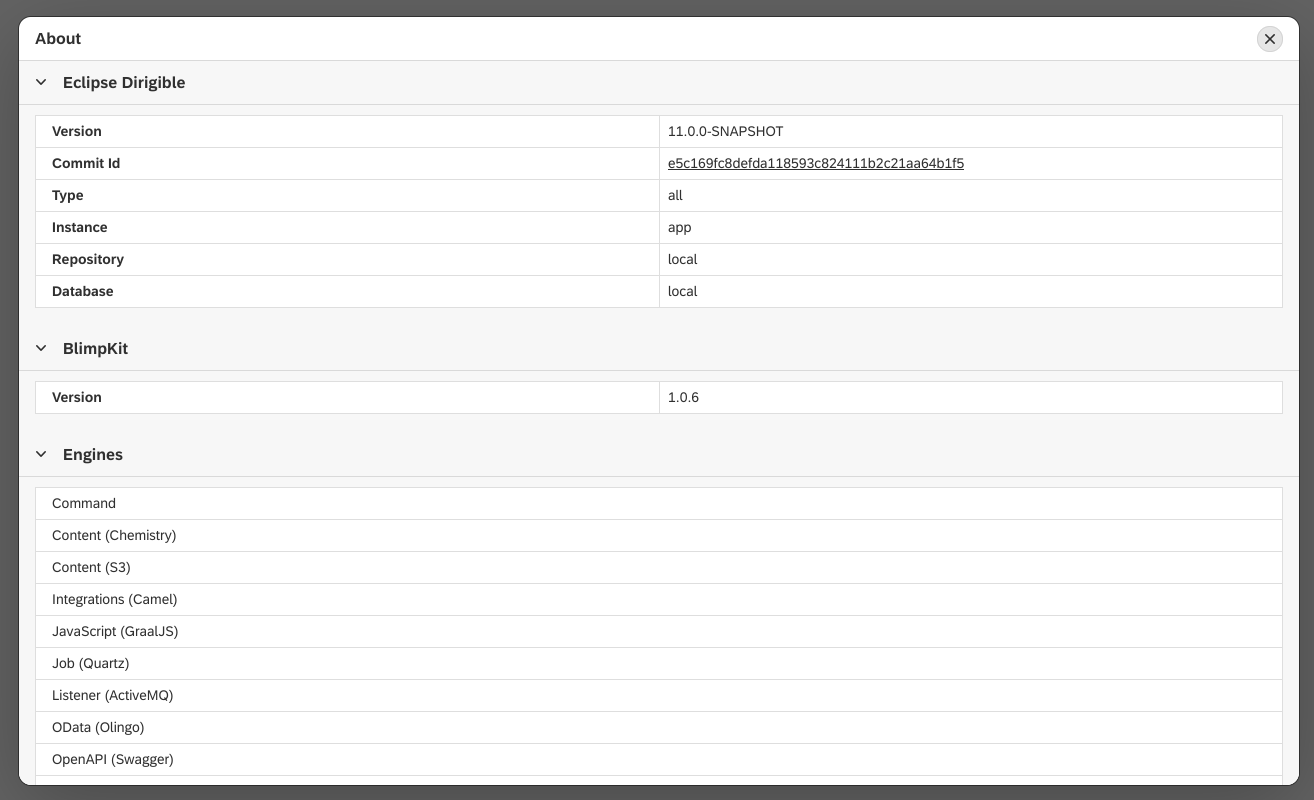 About
Eclipse Dirigible
Version 11.0.0-SNAPSHOT
Commit Id e5c169fc8defda118593c824111b2c21aa64b1f5
Type all
Instance app
Repository local
Database local
BlimpKit
Version 1.0.6
Engines
Command
Content (Chemistry)
Content (S3)
Integrations (Camel)
JavaScript (GraalJS)
Job (Quartz)
Listener (ActiveMQ)
OData (Olingo)
OpenAPI (Swagger)